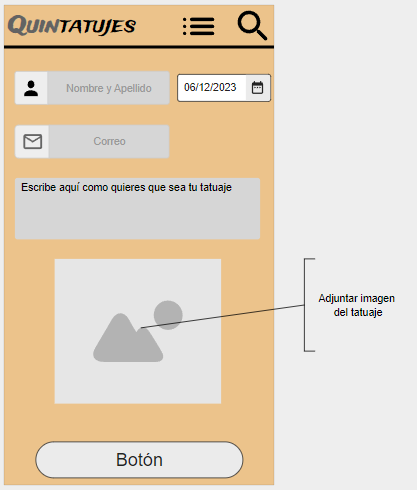 QUINTATUJES
Nombre y Apellido
06/12/2023
Correo
Escribe aquí como quieres que sea tu tatuaje
Adjuntar imagen
del tatuaje
Botón